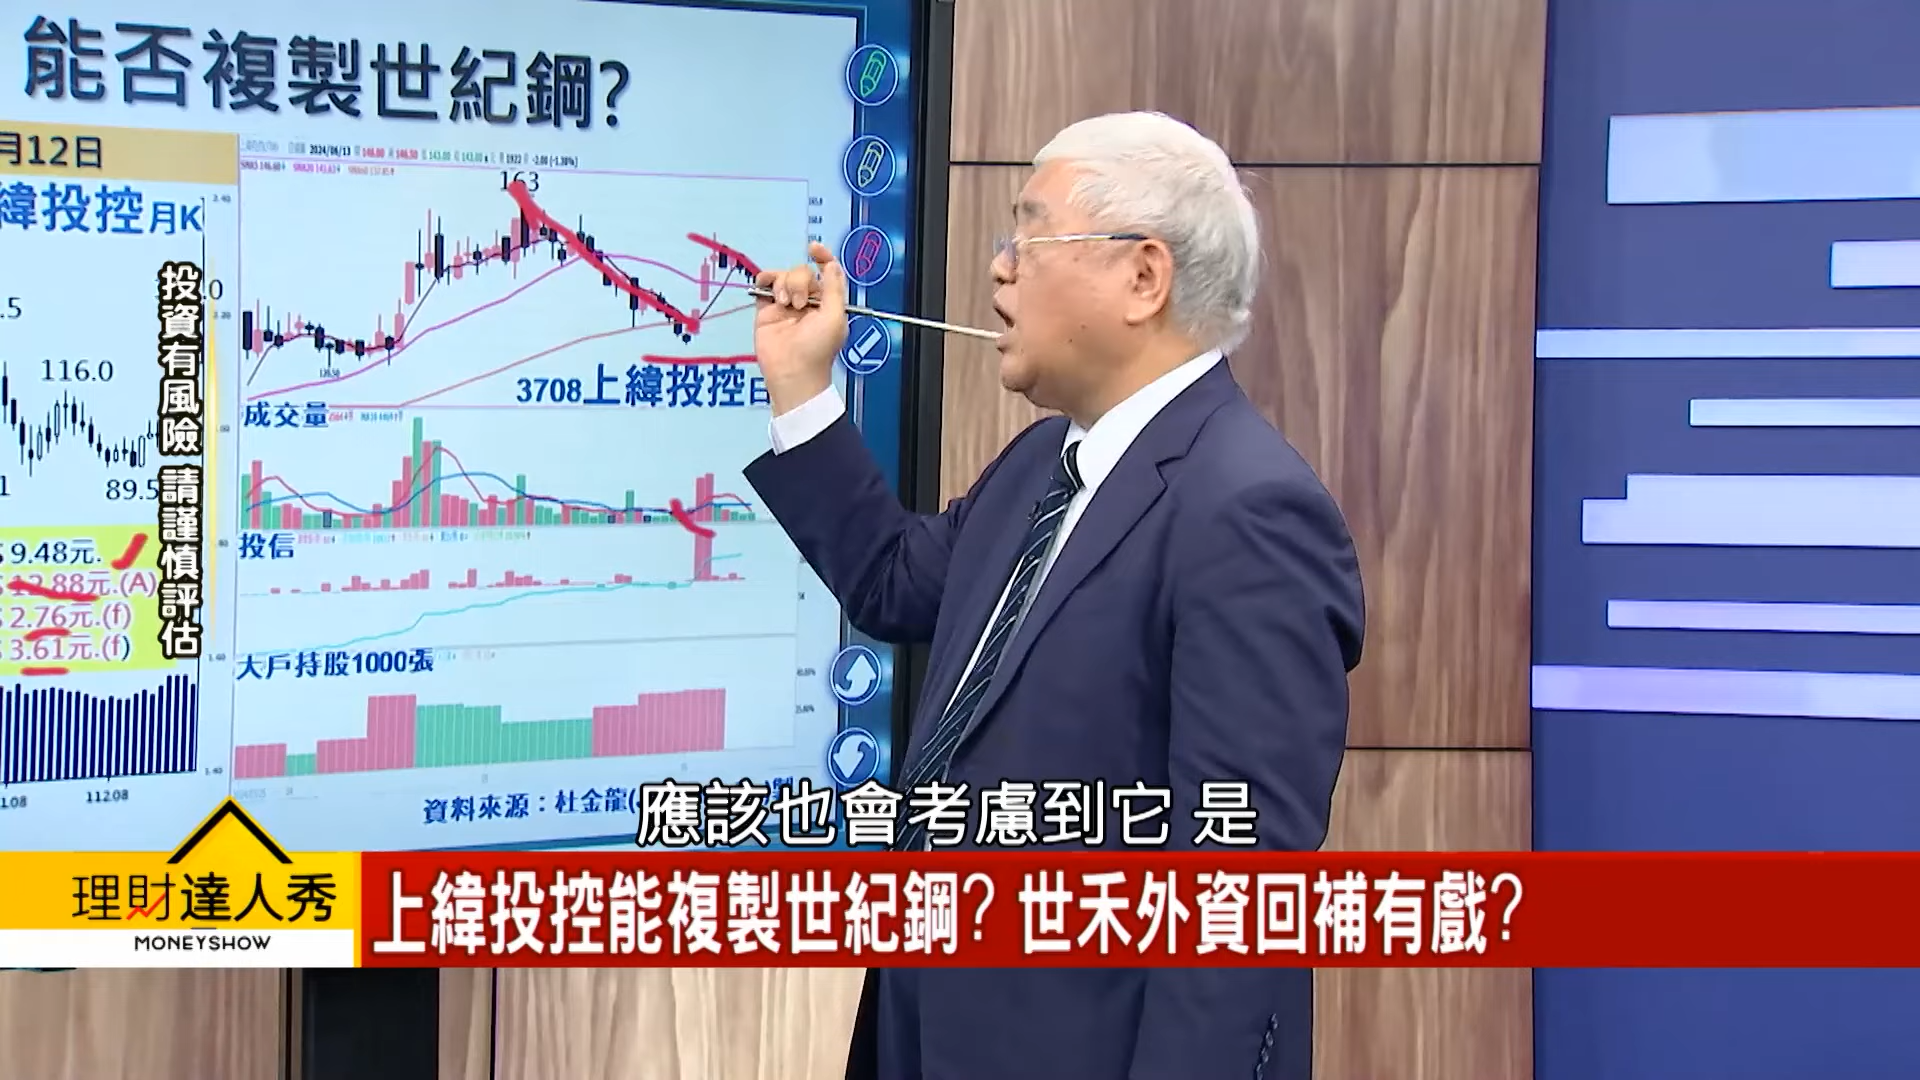 能否複製世紀鋼?
月12日
緯投控月K
163
2024/06/13
3708上緯投控日
成交量
投信
大戶持股1000張
116.0
89.5
9.48元.
12.88元.(A)
2.76元.(f)
3.61元.(f)
112.08
投資有風險 請謹慎評估
資料來源：杜金龍
應該也會考慮到它 是
理財達人秀
MONEYSHOW
上緯投控能複製世紀鋼? 世禾外資回補有戲?